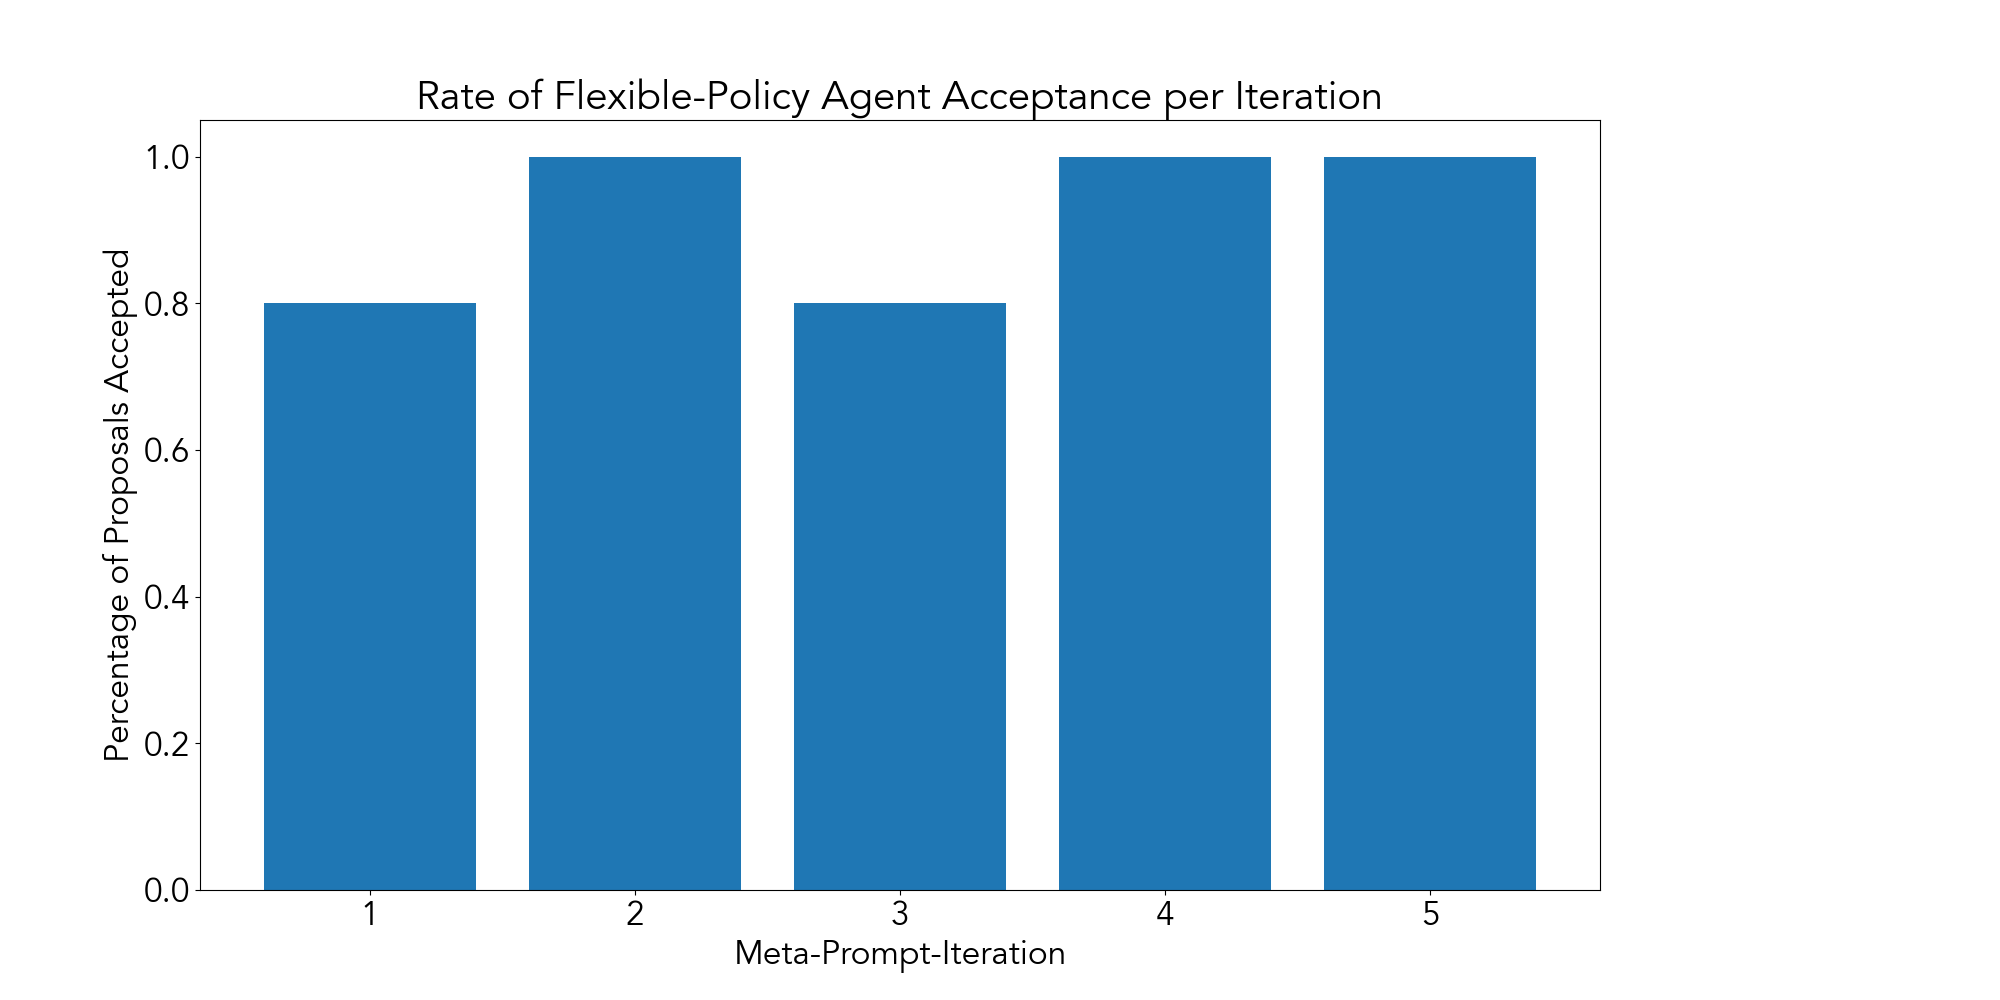 Rate of Flexible-Policy Agent Acceptance per Iteration
Percentage of Proposals Accepted
1.0
0.8
0.6
0.4
0.2
0.0
1 2 3 4 5
Meta-Prompt-Iteration